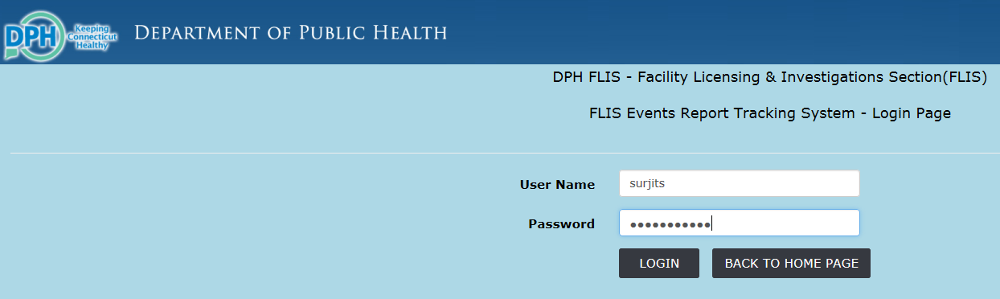 DPH Keeping Connecticut Healthy DEPARTMENT OF PUBLIC HEALTH
DPH FLIS - Facility Licensing & Investigations Section(FLIS)
FLIS Events Report Tracking System - Login Page
User Name surjits
Password •••••••••••
LOGIN BACK TO HOME PAGE